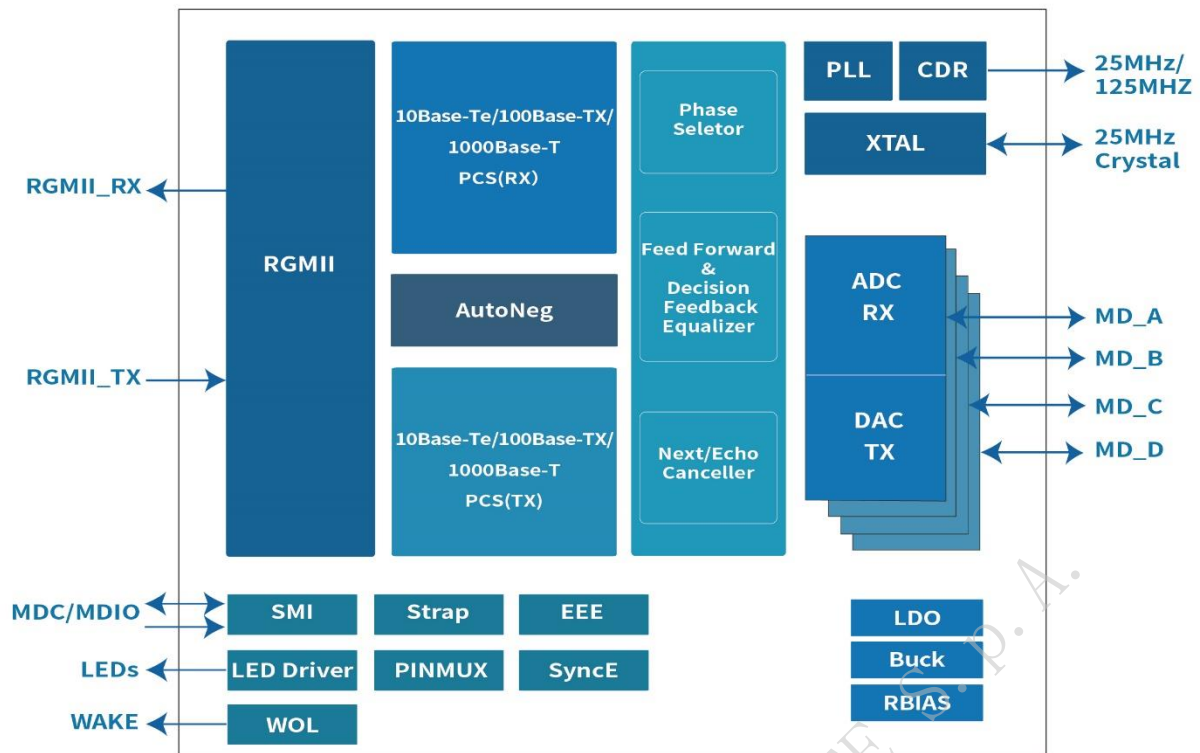 RGMII_RX
RGMII_TX
RGMII
10Base-Te/100Base-TX/
1000Base-T
PCS(RX)
AutoNeg
10Base-Te/100Base-TX/
1000Base-T
PCS(TX)
Phase
Seletor
Feed Forward
&
Decision
Feedback
Equalizer
Next/Echo
Canceller
PLL
CDR
25MHz/
125MHZ
XTAL
25MHz
Crystal
ADC
RX
DAC
TX
MD_A
MD_B
MD_C
MD_D
MDC/MDIO
SMI
Strap
EEE
LEDs
LED Driver
PINMUX
SyncE
WAKE
WOL
LDO
Buck
RBIAS
S.p.A.